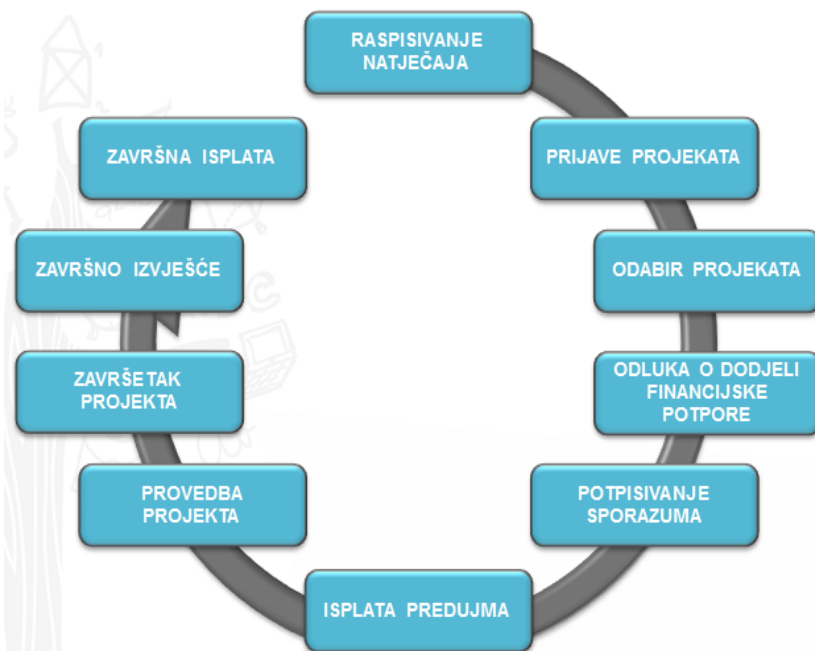 RASPISIVANJE
NATJEČAJA
PRIJAVE PROJEKATA
ODABIR PROJEKATA
ODLUKA O DODJELI
FINANCIJSKE
POTPORE
POTPISIVANJE
SPORAZUMA
ISPLATA PREDUJMA
PROVEDBA
PROJEKTA
ZAVRŠETAK
PROJEKTA
ZAVRŠNO IZVJEŠĆE
ZAVRŠNA ISPLATA